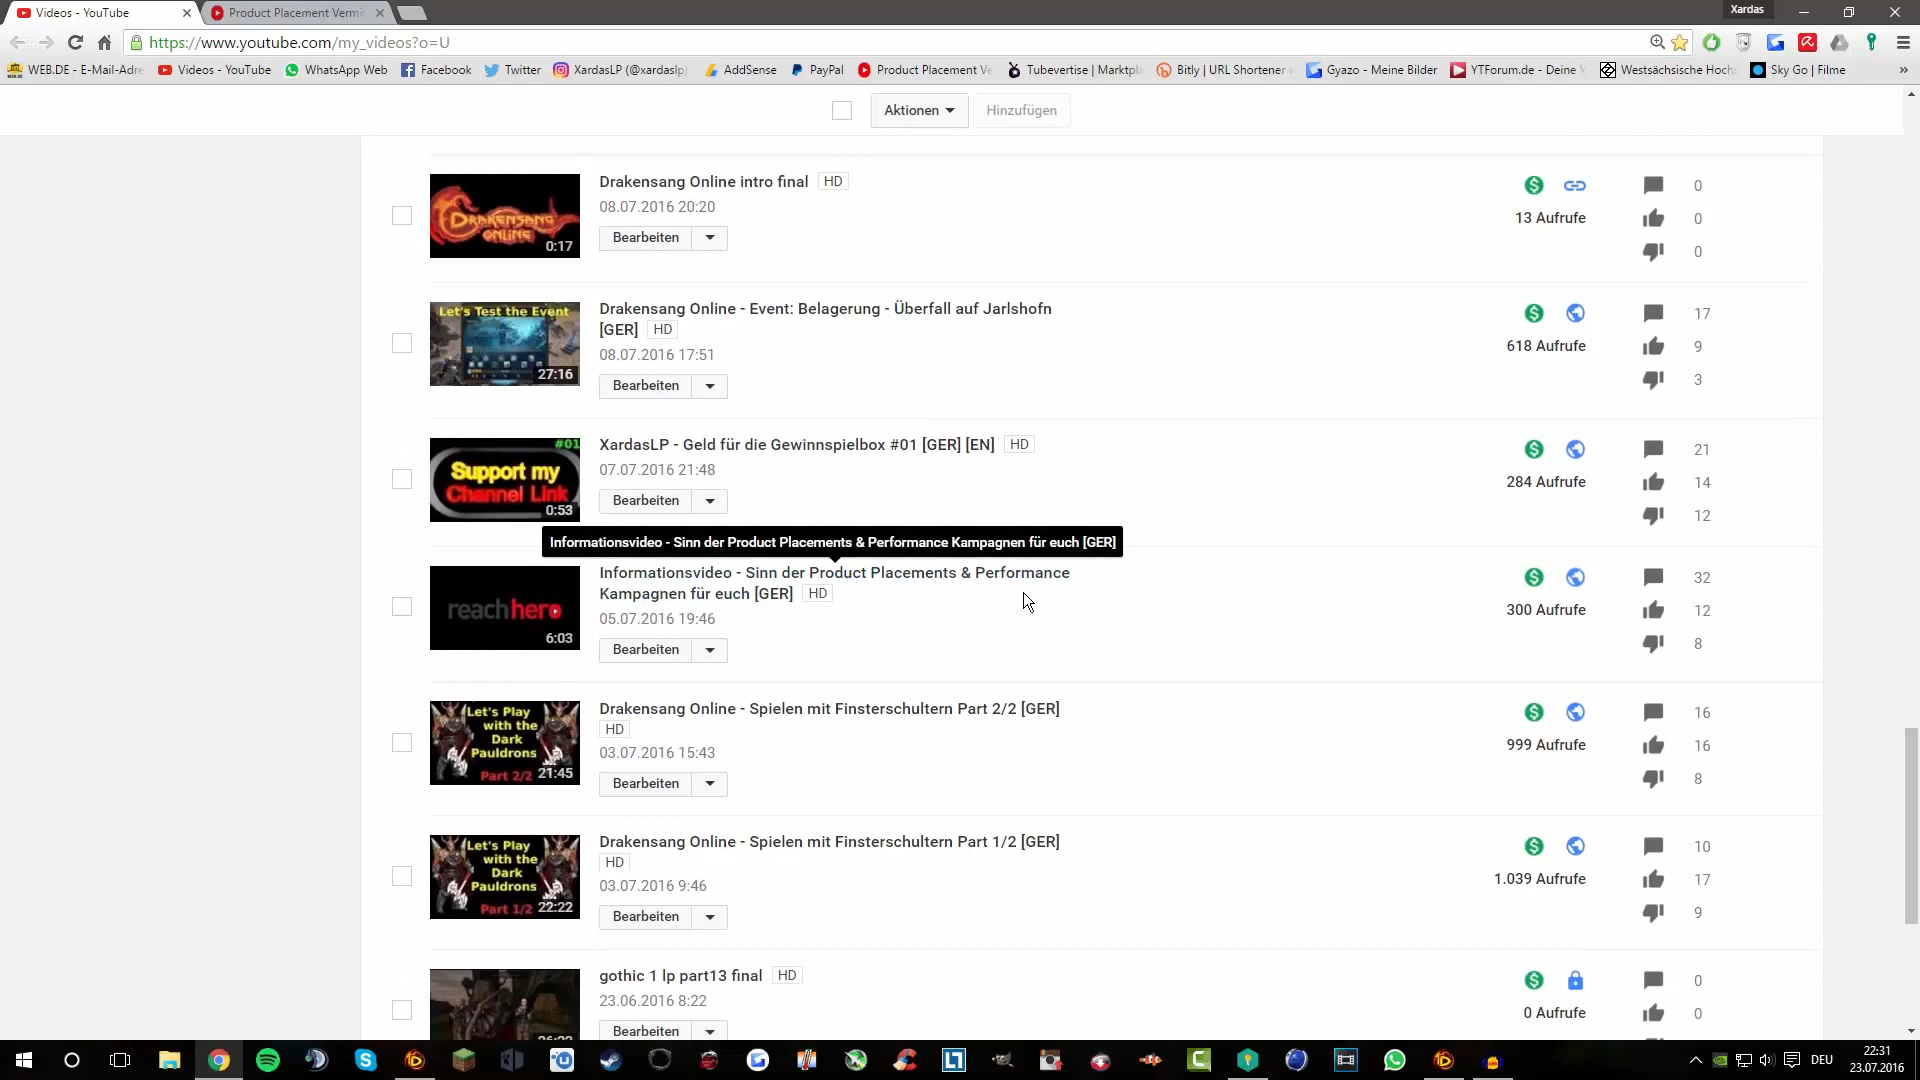 Videos - YouTube
Product Placement Vermi
Xardas
https://www.youtube.com/my_videos?o=U
WEB.DE - E-Mail-Adre
Videos - YouTube
WhatsApp Web
Facebook
Twitter
XardasLP (@xardaslp)
AddSense
PayPal
Product Placement Ve
Tubevertise | Marktpla
Bitly | URL Shortener
Gyazo - Meine Bilder
YTForum.de - Deine
Westsächsische Hoch
Sky Go | Filme
»
Aktionen
Hinzufügen
DRAKENSANG
ONLINE
0:17
Drakensang Online intro final HD
08.07.2016 20:20
Bearbeiten
13 Aufrufe
0
0
0
Let's Test the Event
27:16
Drakensang Online - Event: Belagerung - Überfall auf Jarlshofn
[GER] HD
08.07.2016 17:51
Bearbeiten
618 Aufrufe
17
9
3
#01
Support my
Channel Link
0:53
XardasLP - Geld für die Gewinnspielbox #01 [GER] [EN] HD
07.07.2016 21:48
Bearbeiten
284 Aufrufe
21
14
12
Informationsvideo - Sinn der Product Placements & Performance Kampagnen für euch [GER]
reachhero
6:03
Informationsvideo - Sinn der Product Placements & Performance
Kampagnen für euch [GER] HD
05.07.2016 19:46
Bearbeiten
300 Aufrufe
32
12
8
Let's Play
with the
Dark
Pauldrons
Part 2/2
21:45
Drakensang Online - Spielen mit Finsterschultern Part 2/2 [GER]
HD
03.07.2016 15:43
Bearbeiten
999 Aufrufe
16
16
8
Let's Play
with the
Dark
Pauldrons
Part 1/2
22:22
Drakensang Online - Spielen mit Finsterschultern Part 1/2 [GER]
HD
03.07.2016 9:46
Bearbeiten
1.039 Aufrufe
10
17
9
gothic 1 lp part13 final HD
23.06.2016 8:22
Bearbeiten
0 Aufrufe
0
0
DEU
22:31
23.07.2016